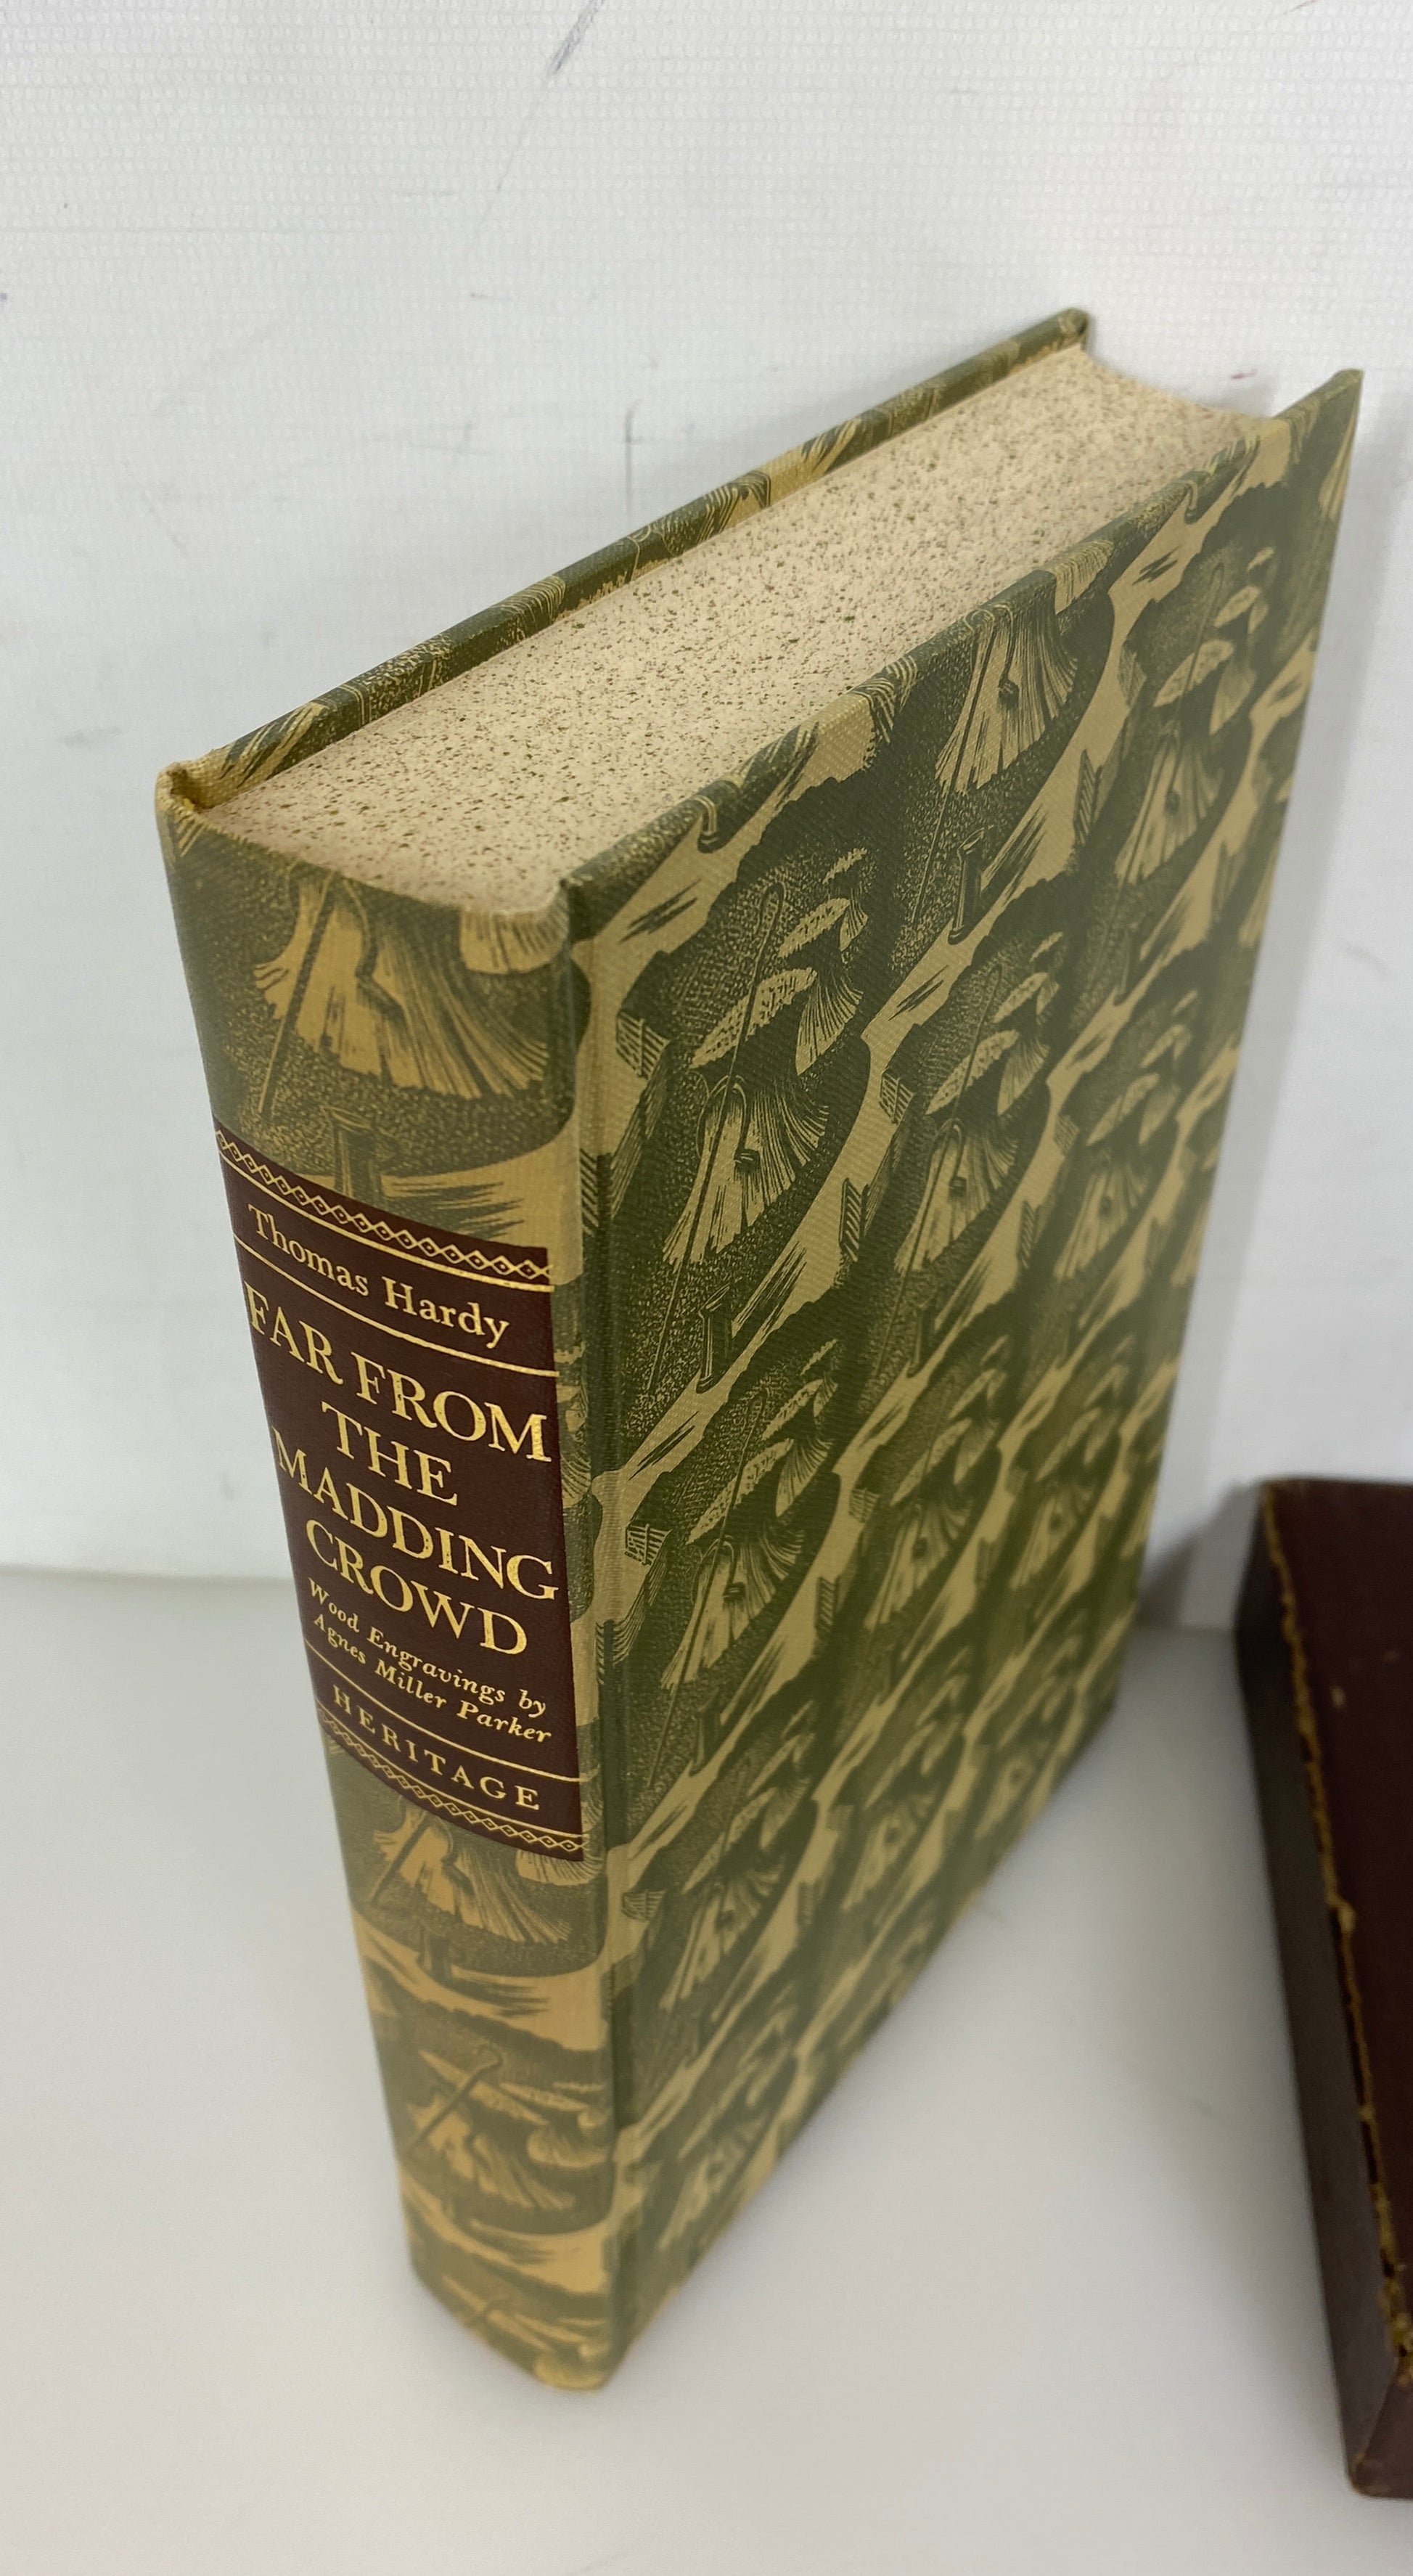 Thomas Hardy
FAR FROM
THE
MADDING
CROWD
Wood Engravings by
Agnes Miller Parker
HERITAGE